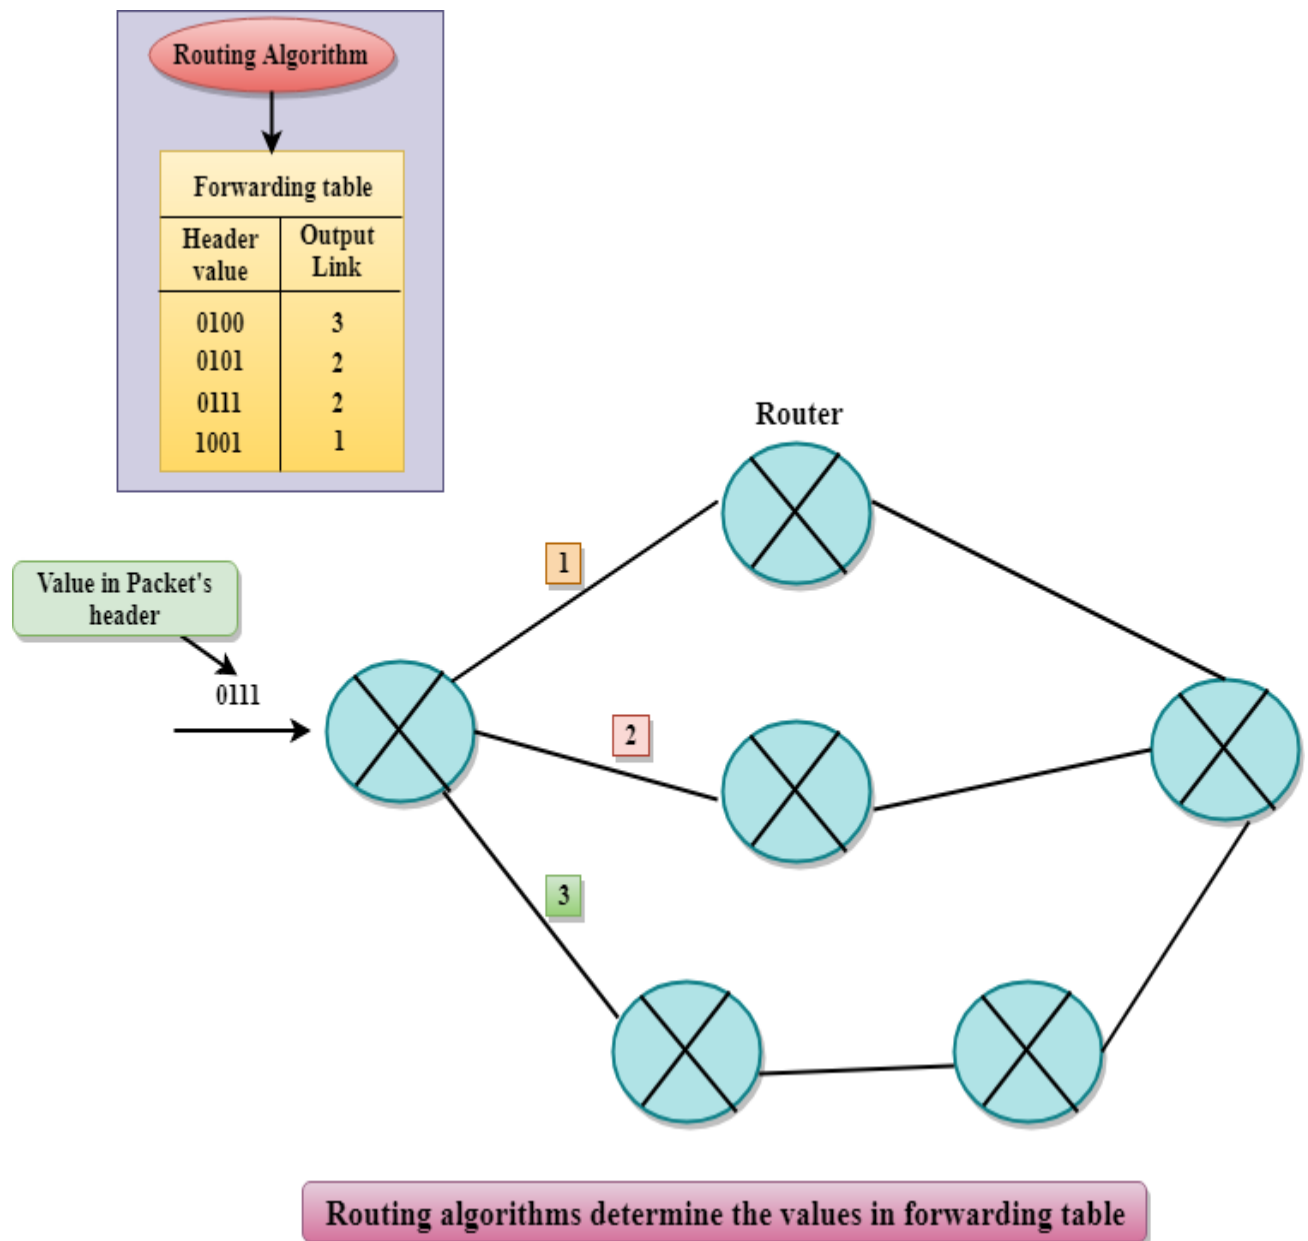 Routing Algorithm
Forwarding table
Header value
Output Link
0100 3
0101 2
0111 2
1001 1
Router
1
Value in Packet's
header
0111
2
3
Routing algorithms determine the values in forwarding table